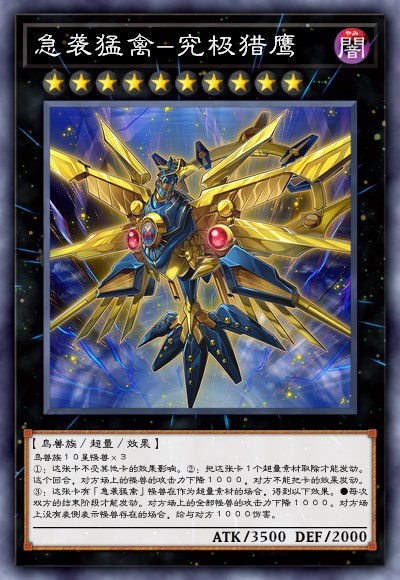 急袭猛禽-究极猎鹰
やみ
闇
【鸟兽族/超量/效果】
鸟兽族10星怪兽×3
①:这张卡不受其他卡的效果影响。②:把这张卡1个超量素材取除才能发动。
这个回合,对方场上的怪兽的攻击力下降1000,对方不能把卡的效果发动。
③:这张卡有「急袭猛禽」怪兽在作为超量素材的场合,得到以下效果。●每次
双方的结束阶段才能发动。对方场上的全部怪兽的攻击力下降1000。对方场
上没有表侧表示怪兽存在的场合,给与对方1000伤害。
ATK/3500 DEF/2000